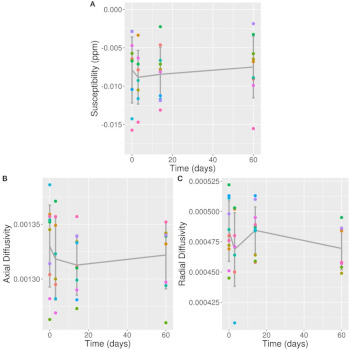 A
0.000
-0.005
-0.010
-0.015
Susceptibility (ppm)
0
20
40
60
Time (days)
B
0.00135
0.00130
Axial Diffusivity
0
20
40
60
Time (days)
C
0.000525
0.000500
0.000475
0.000450
0.000425
Radial Diffusivity
0
20
40
60
Time (days)